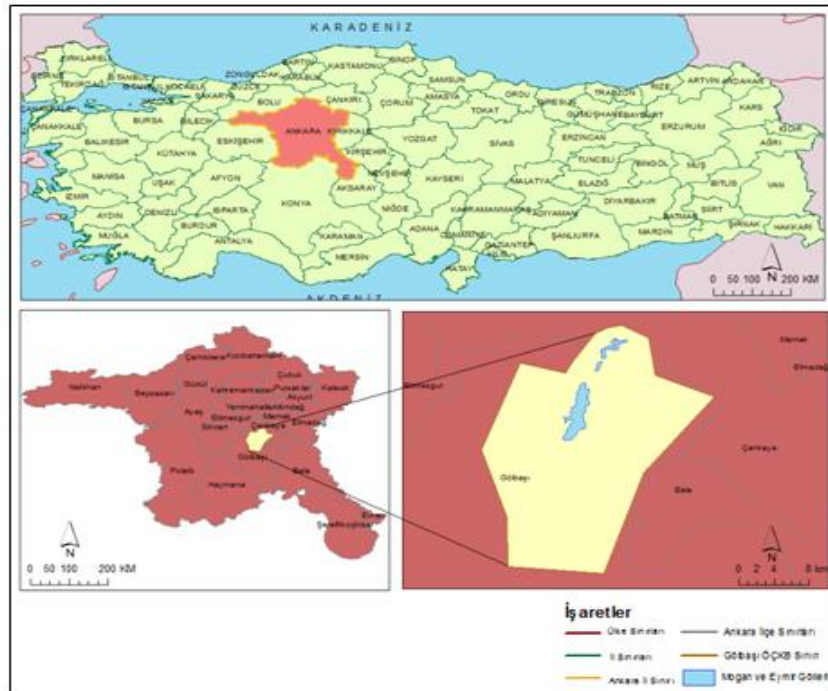 KARADENİZ
KIRKLARELİ
BARTIN
SİNOP
TEKİRDAĞ
İSTANBUL
İSTANBUL KOCAELİ
ZONGULDAK
KARABÜK
KASTAMONU
SAMSUN
ORDU
TRABZON
RİZE
ARTVİN
ARDAHAN
SAKARYA
DÜZCE
BOLU
ÇANKIRI
ÇORUM
AMASYA
TOKAT
GİRESUN
GÜMÜŞHANE
BAYBURT
KARS
ÇANAKKALE
BURSA
BİLECİK
ANKARA
KIRIKKALE
YOZGAT
SİVAS
ERZİNCAN
ERZURUM
IĞDIR
AĞRI
BALIKESİR
ESKİŞEHİR
KÜTAHYA
KIRŞEHİR
NEVŞEHİR
TUNCELİ
BİNGÖL
MUŞ
MANİSA
UŞAK
AFYON
AKSARAY
KAYSERİ
MALATYA
ELAZIĞ
BİTLİS
VAN
İZMİR
KONYA
NİĞDE
DİYARBAKIR
AYDIN
DENİZLİ
ISPARTA
KAHRAMANMARAŞ
ADIYAMAN
BATMAN
SİİRT
MUĞLA
BURDUR
KARAMAN
ADANA
OSMANİYE
GAZİANTEP
ŞANLIURFA
MARDİN
ŞIRNAK
HAKKARİ
ANTALYA
MERSİN
KİLİS
HATAY
AKDENİZ
N
0 50 100 200 KM
Çamlıdere
Kızılcahamam
Nallıhan
Beypazarı
Güdül
Kahramankazan
Çubuk
Pursaklar
Akyurt
Kalecik
Ayaş
Yenimahalle
Altındağ
Etimesgut
Mamak
Sincan
Çankaya
Elmadağ
Gölbaşı
Polatlı
Bala
Haymana
Evren
Şereflikoçhisar
N
0 50 100 200 KM
Mamak
Elmadağ
Etimesgut
Çankaya
Gölbaşı
Bala
N
0 2 4 8 km
İşaretler
Ülke Sınırları
Ankara İlçe Sınırları
İl Sınırları
Gölbaşı ÖÇKB Sınırı
Ankara İl Sınırı
Mogan ve Eymir Gölleri